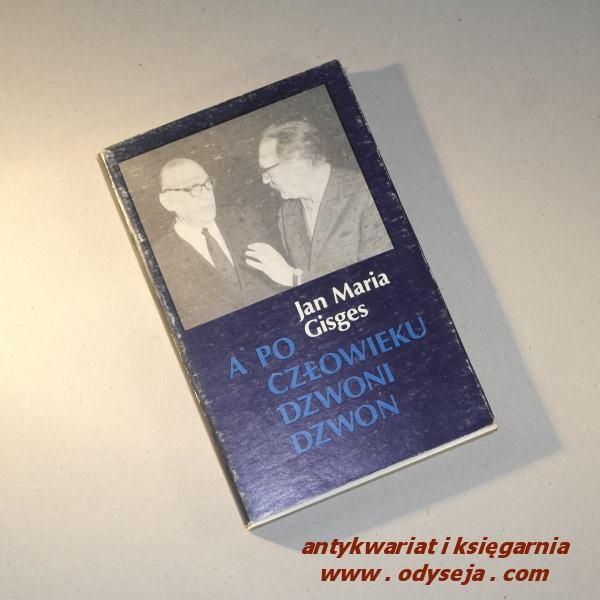 Jan Maria
Gisges
A PO
CZŁOWIEKU
DZWONI
DZWON
antykwariat i księgarnia
www . odyseja . com